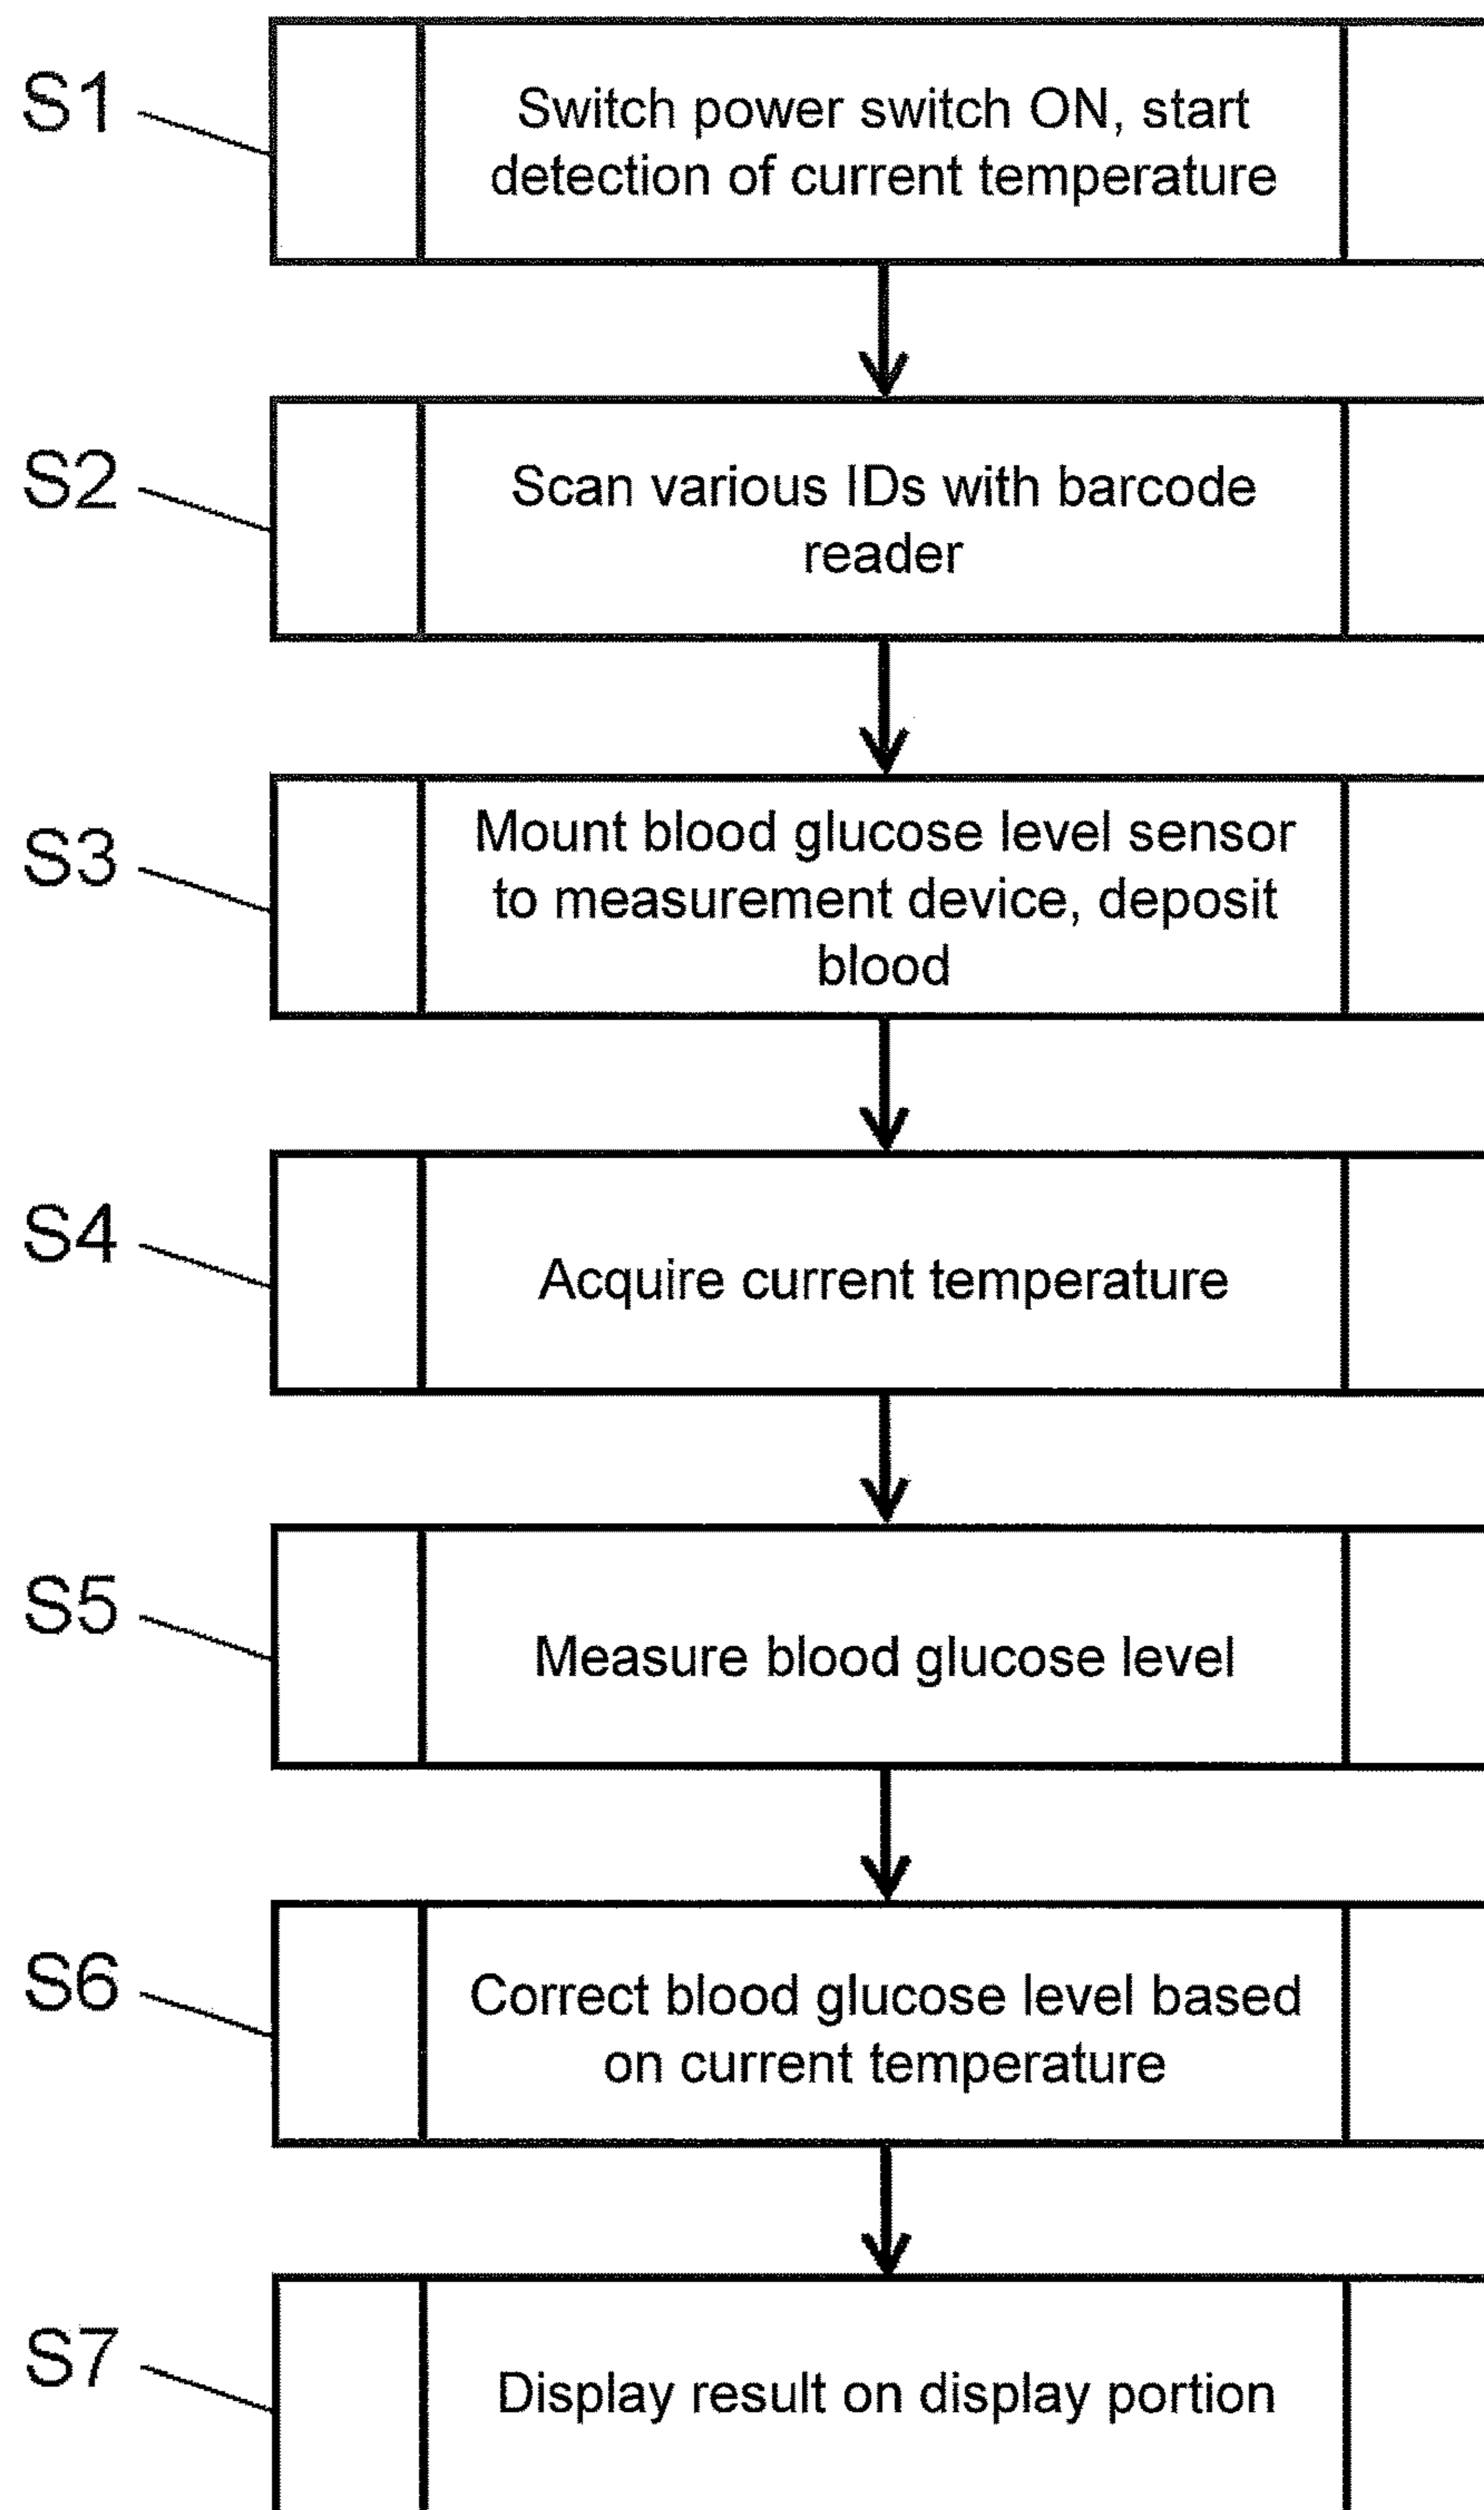 S1
Switch power switch ON, start
detection of current temperature
S2
Scan various IDs with barcode
reader
S3
Mount blood glucose level sensor
to measurement device, deposit
blood
S4
Acquire current temperature
S5
Measure blood glucose level
S6
Correct blood glucose level based
on current temperature
S7
Display result on display portion